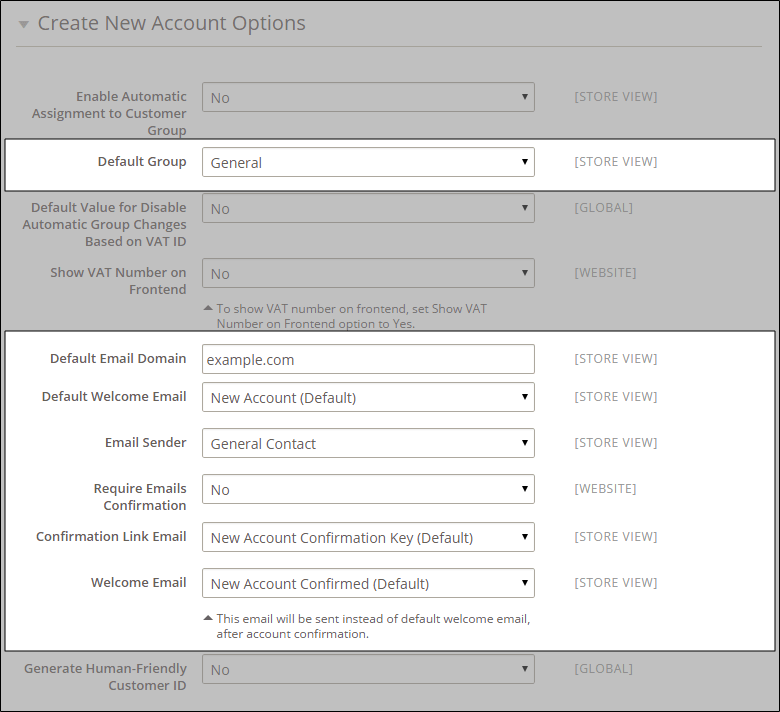 Create New Account Options
Enable Automatic
Assignment to Customer
Group
No
[STORE VIEW]
Default Group
General
[STORE VIEW]
Default Value for Disable
Automatic Group Changes
Based on VAT ID
No
[GLOBAL]
Show VAT Number on
Frontend
No
[WEBSITE]
To show VAT number on frontend, set Show VAT
Number on Frontend option to Yes.
Default Email Domain
example.com
[STORE VIEW]
Default Welcome Email
New Account (Default)
[STORE VIEW]
Email Sender
General Contact
[STORE VIEW]
Require Emails
Confirmation
No
[WEBSITE]
Confirmation Link Email
New Account Confirmation Key (Default)
[STORE VIEW]
Welcome Email
New Account Confirmed (Default)
[STORE VIEW]
This email will be sent instead of default welcome email,
after account confirmation.
Generate Human-Friendly
Customer ID
No
[GLOBAL]